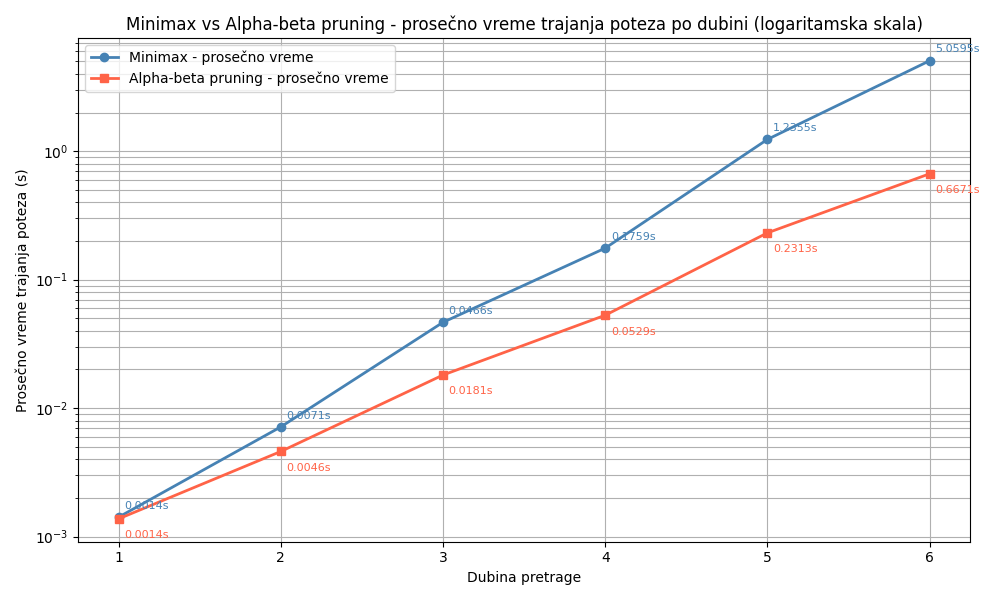 Minimax vs Alpha-beta pruning - prosečno vreme trajanja poteza po dubini (logaritamska skala)
Minimax - prosečno vreme
Alpha-beta pruning - prosečno vreme
Prosečno vreme trajanja poteza (s)
10⁰
10⁻¹
10⁻²
10⁻³
0.0014s
0.0071s
0.0466s
0.1759s
1.2355s
5.0595s
0.0014s
0.0046s
0.0181s
0.0529s
0.2313s
0.6671s
1 2 3 4 5 6
Dubina pretrage